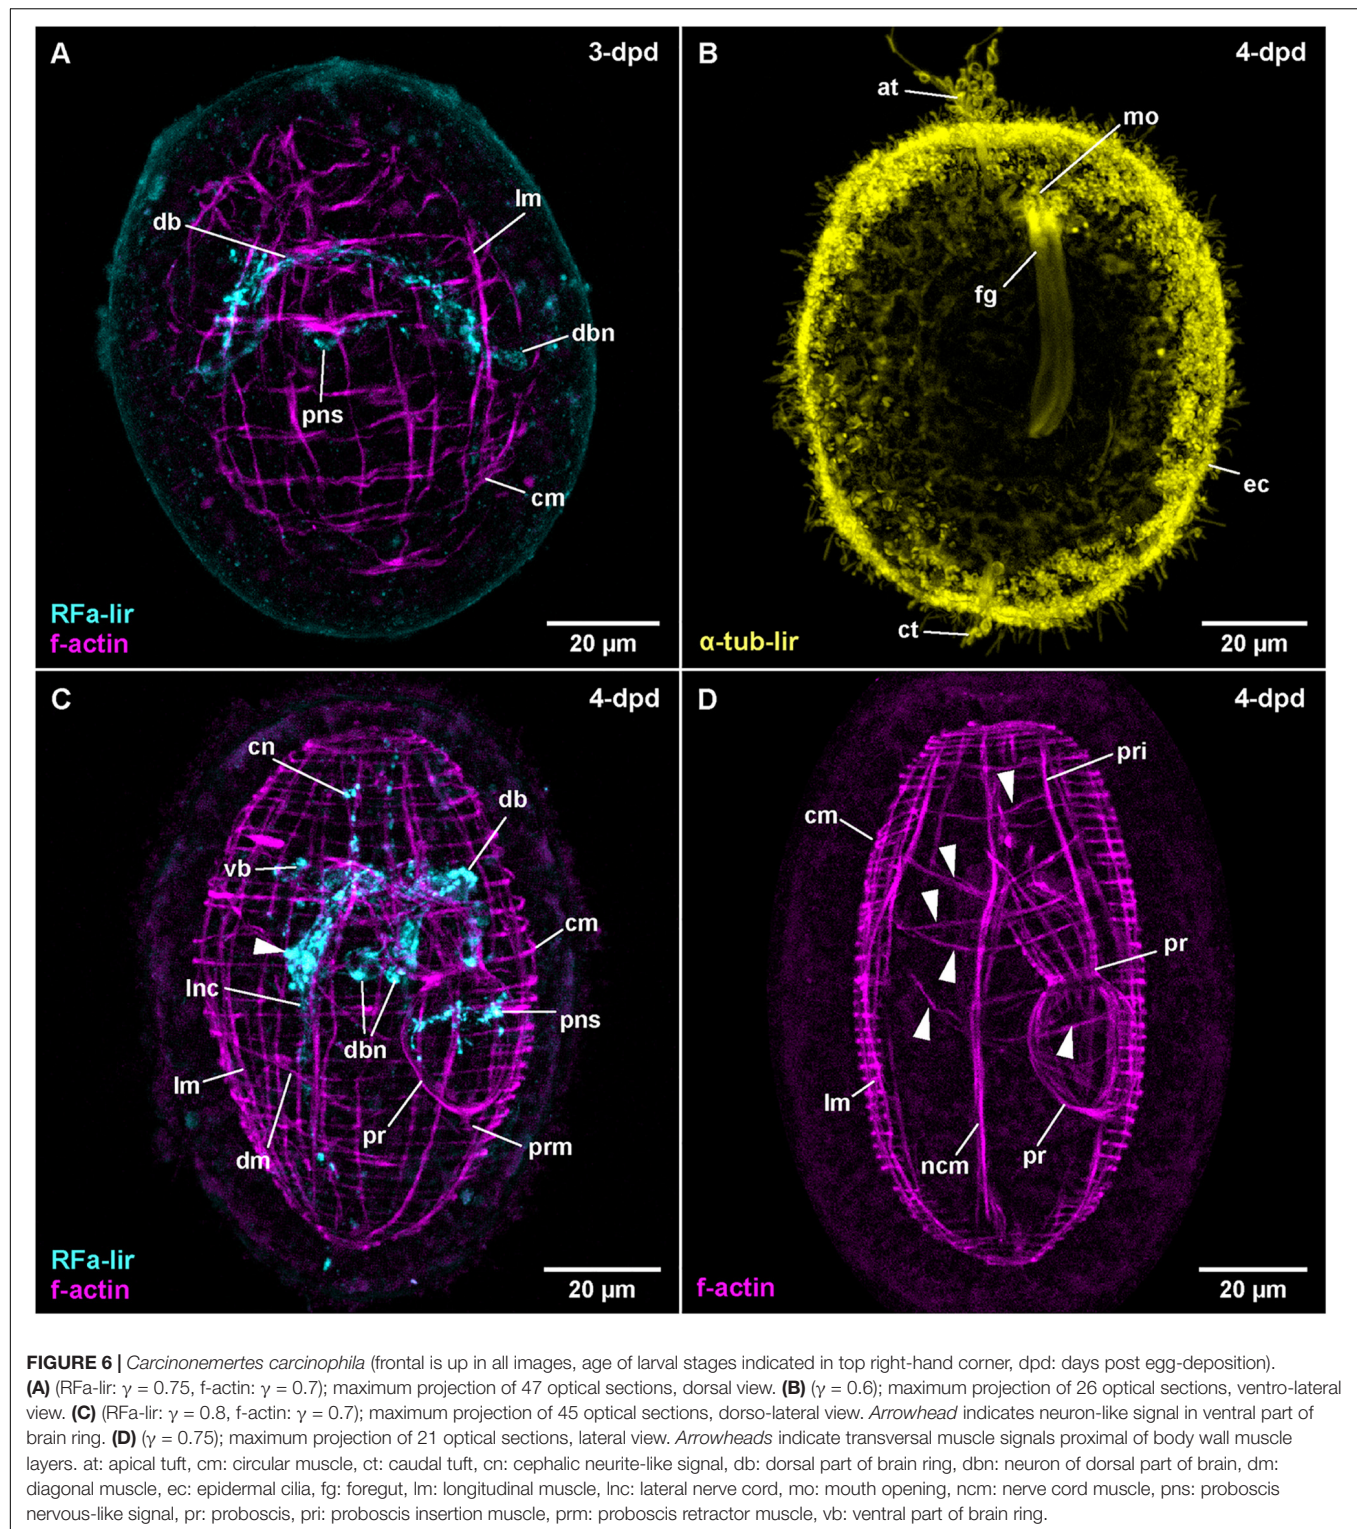 A
3-dpd
db
lm
dbn
pns
cm
RFa-lir
f-actin
20 µm
B
4-dpd
at
mo
fg
ec
ct
α-tub-lir
20 µm
C
4-dpd
cn
db
vb
cm
lnc
pns
dbn
lm
pr
prm
dm
RFa-lir
f-actin
20 µm
D
4-dpd
pri
cm
pr
lm
ncm
pr
f-actin
20 µm
FIGURE 6 | Carcinonemertes carcinophila (frontal is up in all images, age of larval stages indicated in top right-hand corner, dpd: days post egg-deposition).
(A) (RFa-lir: γ = 0.75, f-actin: γ = 0.7); maximum projection of 47 optical sections, dorsal view. (B) (γ = 0.6); maximum projection of 26 optical sections, ventro-lateral
view. (C) (RFa-lir: γ = 0.8, f-actin: γ = 0.7); maximum projection of 45 optical sections, dorso-lateral view. Arrowhead indicates neuron-like signal in ventral part of
brain ring. (D) (γ = 0.75); maximum projection of 21 optical sections, lateral view. Arrowheads indicate transversal muscle signals proximal of body wall muscle
layers. at: apical tuft, cm: circular muscle, ct: caudal tuft, cn: cephalic neurite-like signal, db: dorsal part of brain ring, dbn: neuron of dorsal part of brain, dm:
diagonal muscle, ec: epidermal cilia, fg: foregut, lm: longitudinal muscle, lnc: lateral nerve cord, mo: mouth opening, ncm: nerve cord muscle, pns: proboscis
nervous-like signal, pr: proboscis, pri: proboscis insertion muscle, prm: proboscis retractor muscle, vb: ventral part of brain ring.